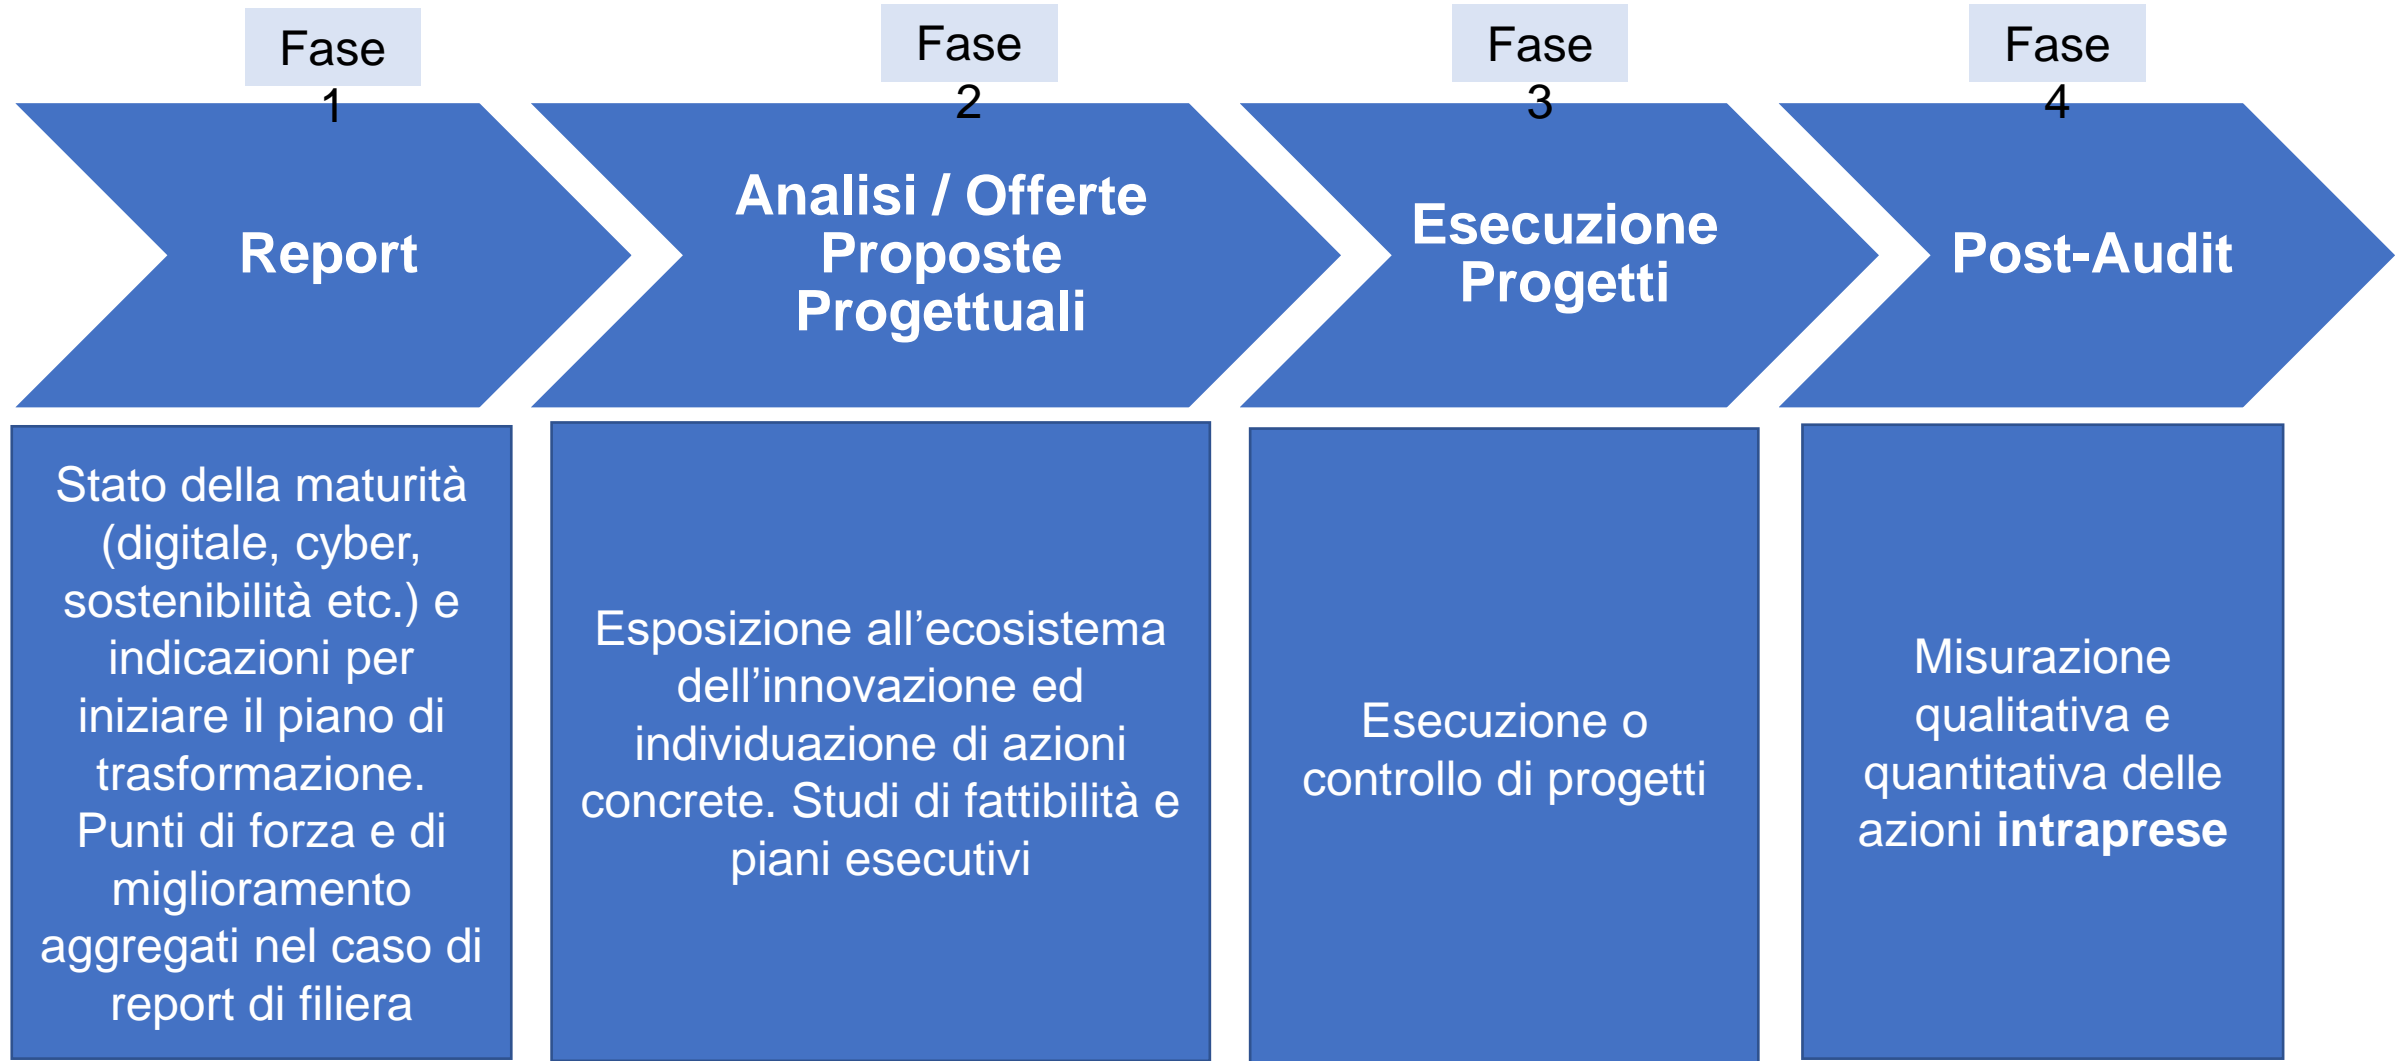 Fase
1
Fase
2
Fase
3
Fase
4
Report
Analisi / Offerte
Proposte
Progettuali
Esecuzione
Progetti
Post-Audit
Stato della maturità
(digitale, cyber,
sostenibilità etc.) e
indicazioni per
iniziare il piano di
trasformazione.
Punti di forza e di
miglioramento
aggregati nel caso di
report di filiera
Esposizione all’ecosistema
dell’innovazione ed
individuazione di azioni
concrete. Studi di fattibilità e
piani esecutivi
Esecuzione o
controllo di progetti
Misurazione
qualitativa e
quantitativa delle
azioni intraprese